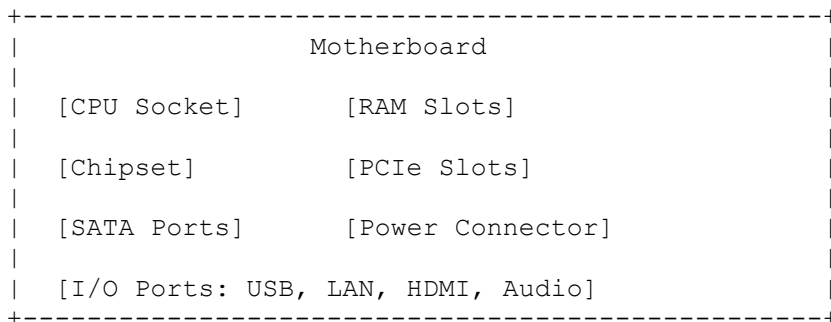 Motherboard
[CPU Socket] [RAM Slots]
[Chipset] [PCIe Slots]
[SATA Ports] [Power Connector]
[I/O Ports: USB, LAN, HDMI, Audio]